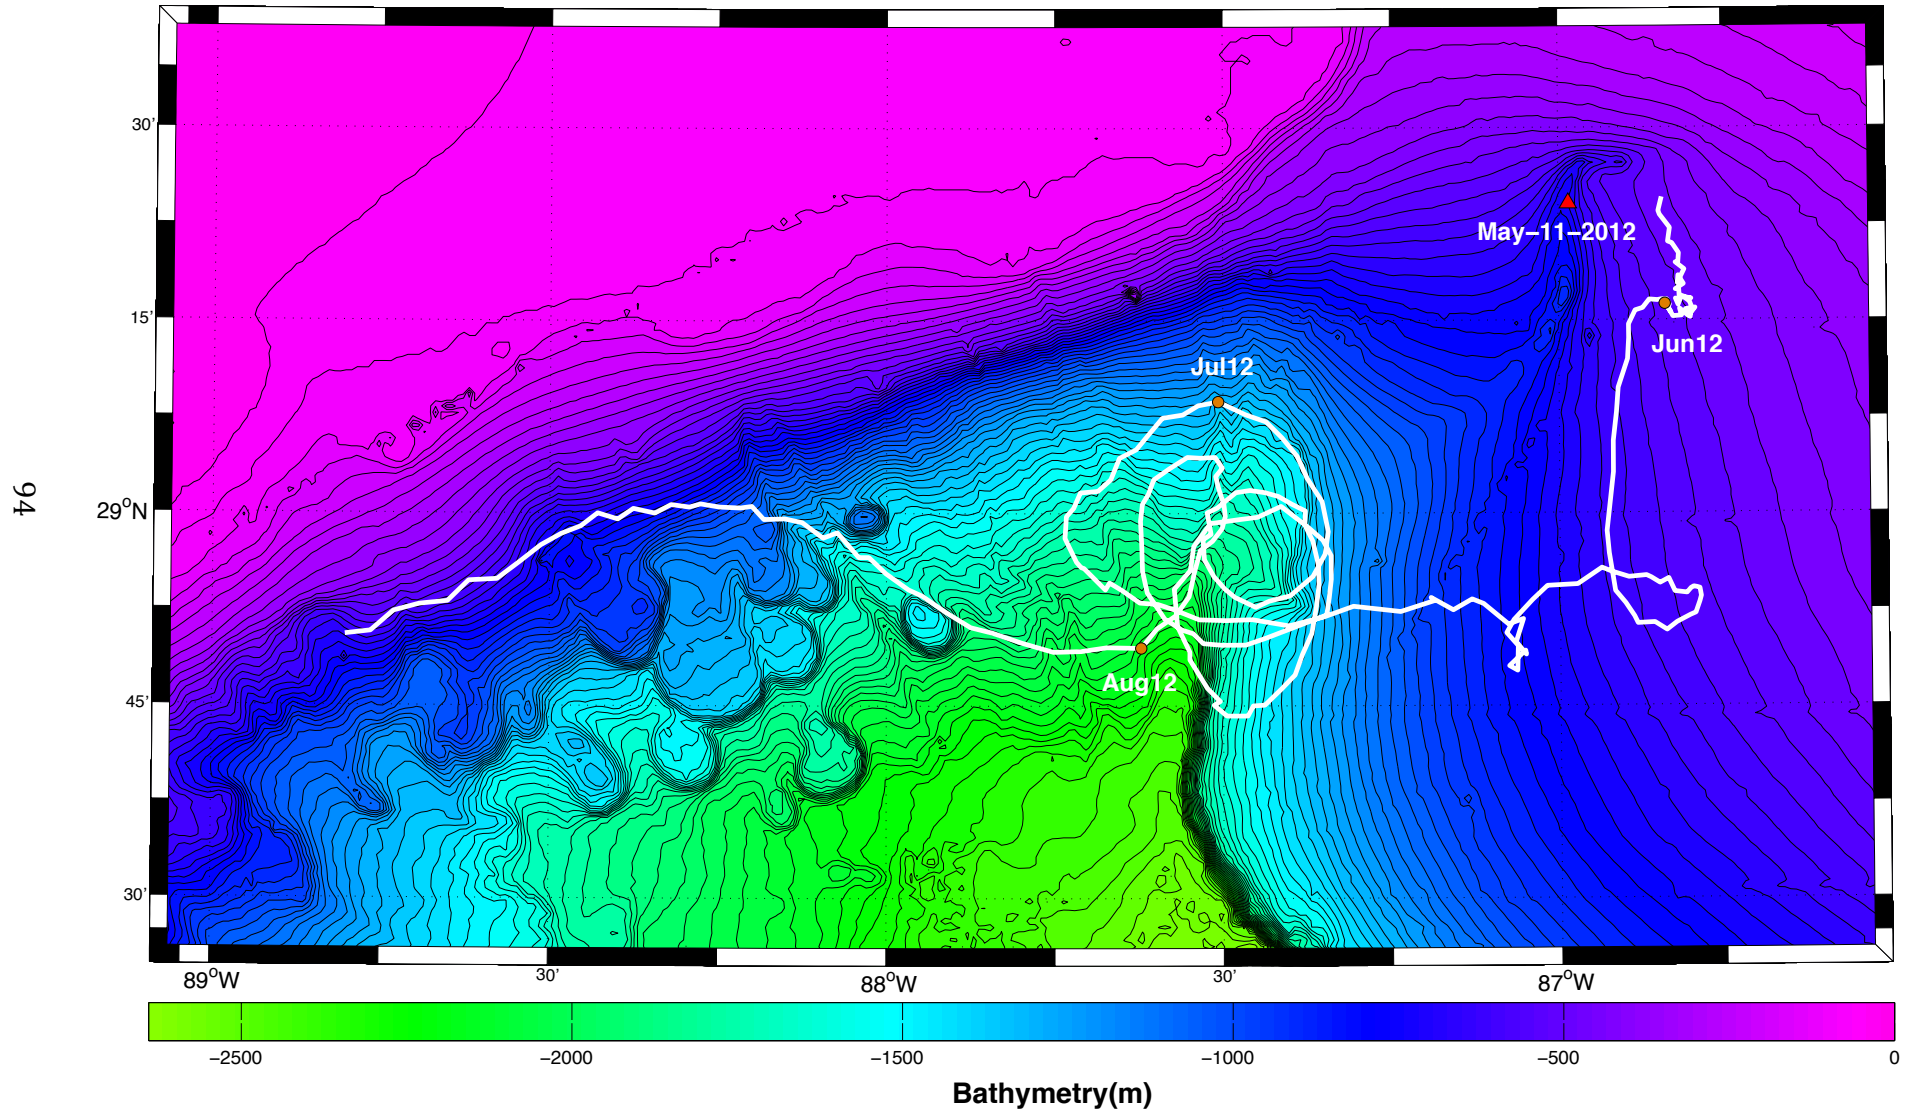 30'
May–11–2012
15'
Jun12
Jul12
94
29°N
Aug12
45'
30'
89°W
30'
88°W
30'
87°W
−2500
−2000
−1500
−1000
−500
0
Bathymetry(m)